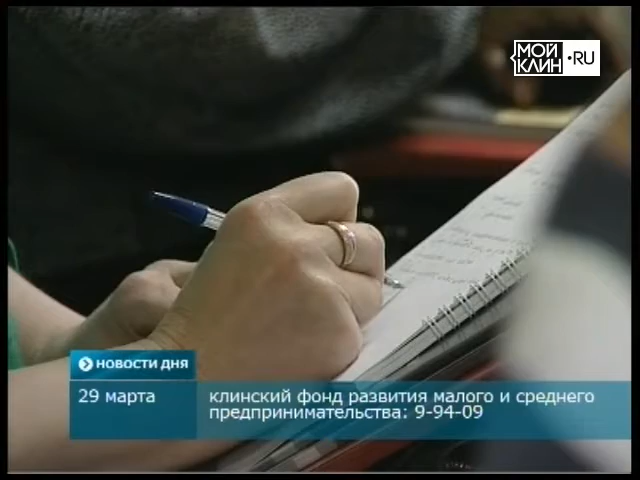 МОЙ
КЛИН .RU
НОВОСТИ ДНЯ
29 марта
клинский фонд развития малого и среднего
предпринимательства: 9-94-09